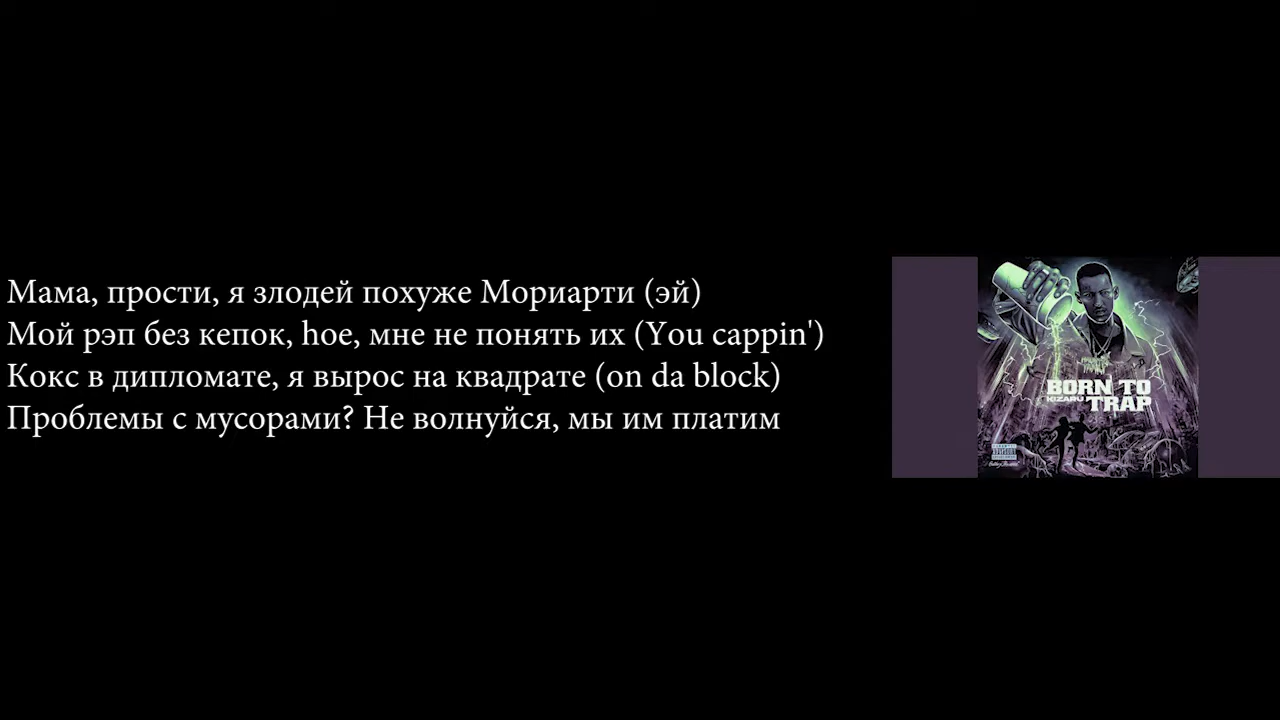 Мама, прости, я злодей похуже Мориарти (эй)
Мой рэп без кепок, hoe, мне не понять их (You cappin')
Кокс в дипломате, я вырос на квадрате (on da block)
Проблемы с мусорами? Не волнуйся, мы им платим
BORN TO
KIZARU TRAP